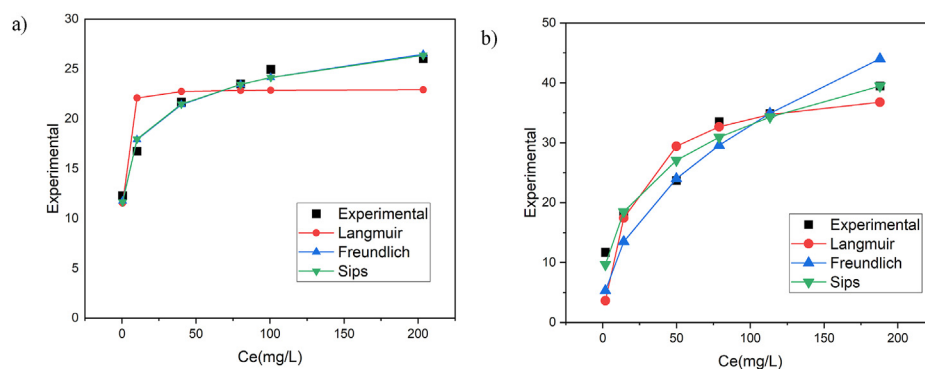 a)
30
25
20
15
10
5
0
Experimental
Experimental
Langmuir
Freundlich
Sips
0
50
100
150
200
Ce(mg/L)
b)
50
40
30
20
10
0
Experimental
Experimental
Langmuir
Freundlich
Sips
0
50
100
150
200
Ce(mg/L)